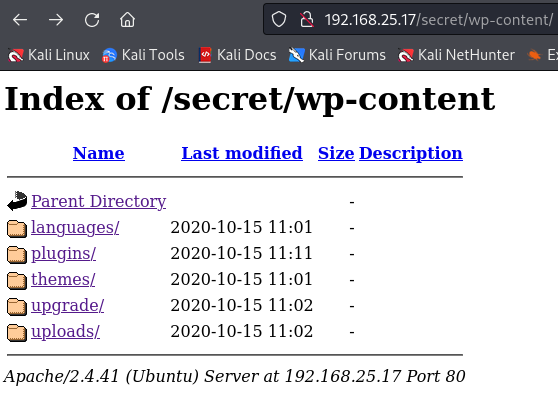 192.168.25.17/secret/wp-content/
Kali Linux Kali Tools Kali Docs Kali Forums Kali NetHunter
Index of /secret/wp-content
Name Last modified Size Description
Parent Directory -
languages/ 2020-10-15 11:01 -
plugins/ 2020-10-15 11:11 -
themes/ 2020-10-15 11:01 -
upgrade/ 2020-10-15 11:02 -
uploads/ 2020-10-15 11:02 -
Apache/2.4.41 (Ubuntu) Server at 192.168.25.17 Port 80